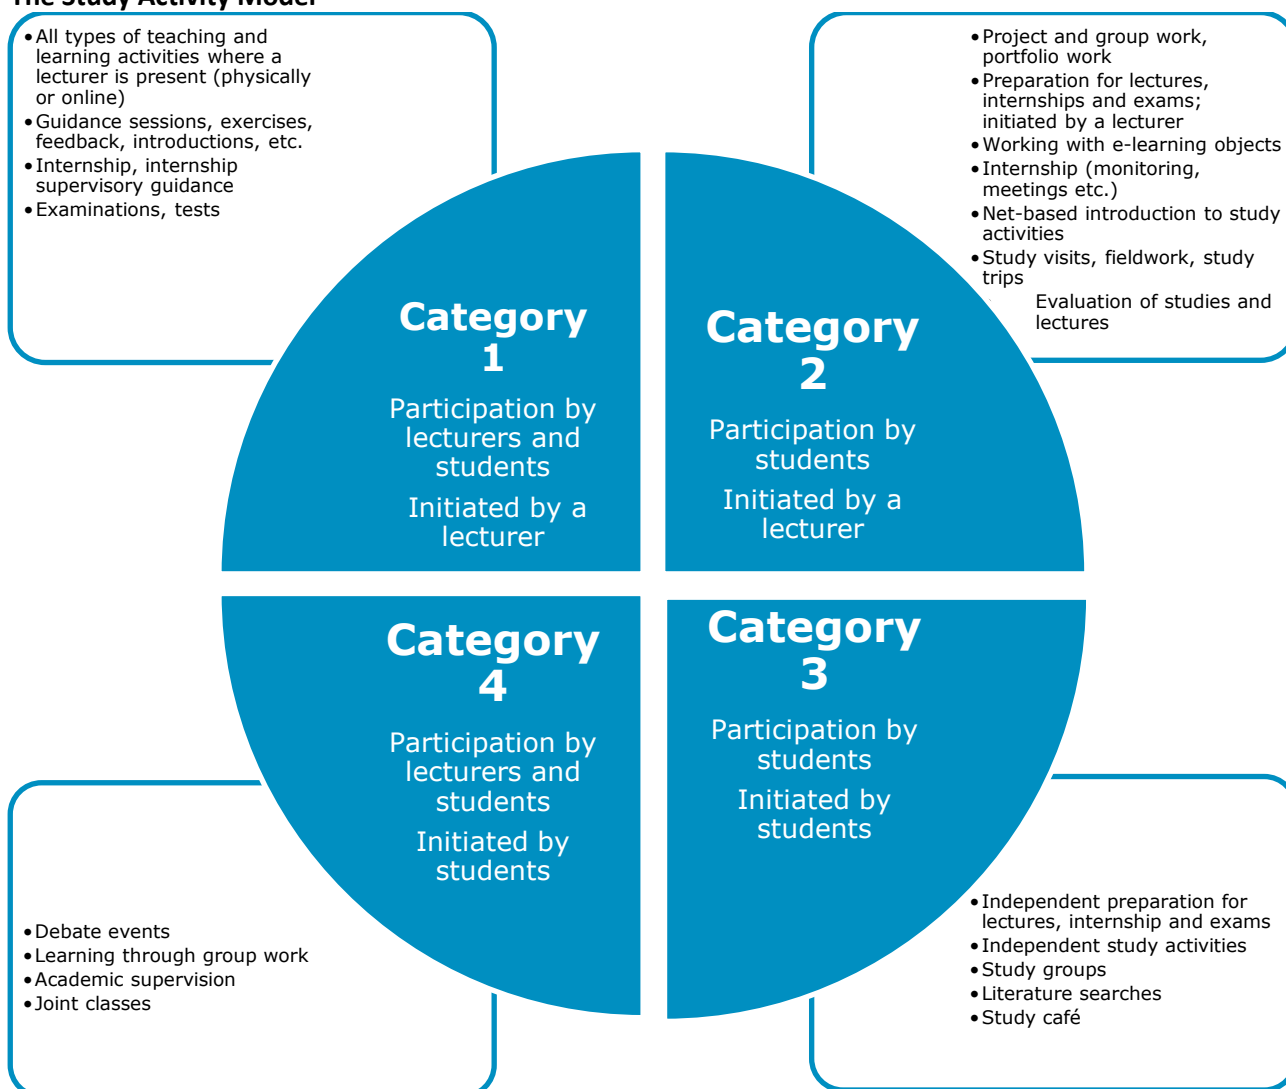 The Study Activity Model
•All types of teaching and
learning activities where a
lecturer is present (physically
or online)
•Guidance sessions, exercises,
feedback, introductions, etc.
•Internship, internship
supervisory guidance
•Examinations, tests
•Project and group work,
portfolio work
•Preparation for lectures,
internships and exams;
initiated by a lecturer
•Working with e-learning objects
•Internship (monitoring,
meetings etc.)
•Net-based introduction to study
activities
•Study visits, fieldwork, study
trips
Evaluation of studies and
lectures
Category
1
Participation by
lecturers and
students
Initiated by a
lecturer
Category
2
Participation by
students
Initiated by a
lecturer
Category
4
Participation by
lecturers and
students
Initiated by
students
Category
3
Participation by
students
Initiated by
students
•Debate events
•Learning through group work
•Academic supervision
•Joint classes
•Independent preparation for
lectures, internship and exams
•Independent study activities
•Study groups
•Literature searches
•Study café